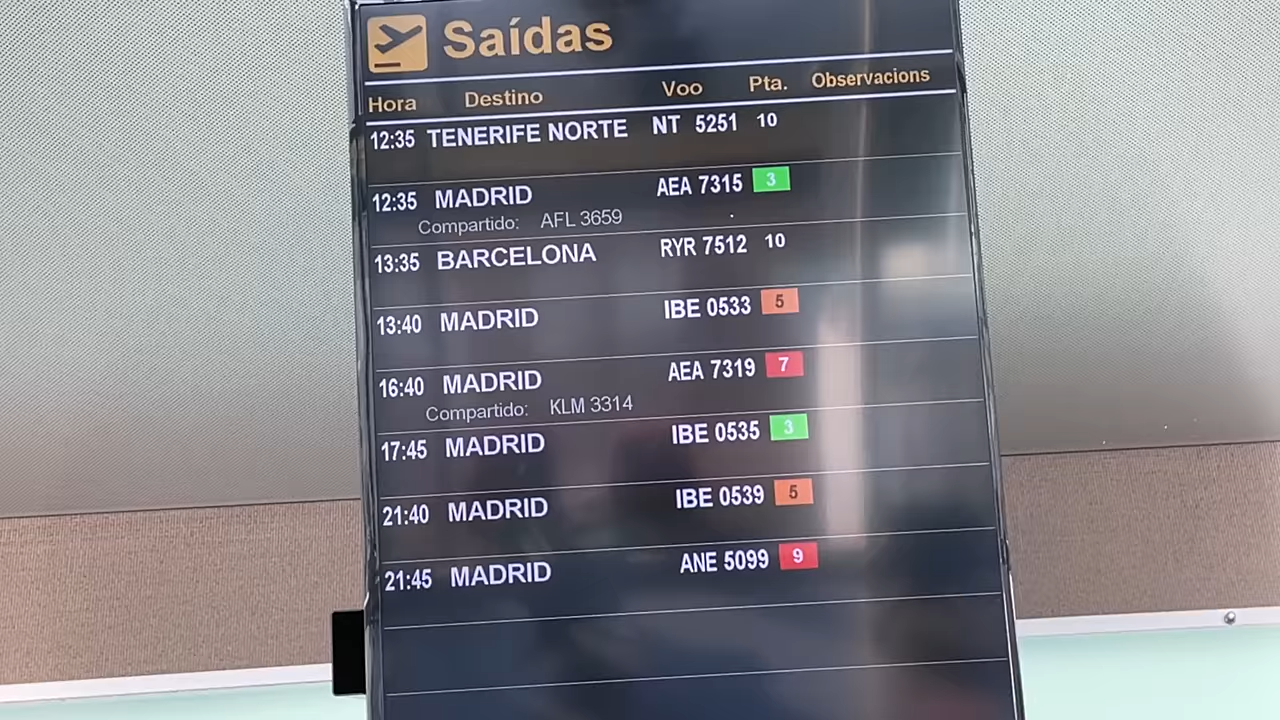 Saídas
Hora Destino Voo Pta. Observacions
12:35 TENERIFE NORTE NT 5251 10
12:35 MADRID AEA 7315 3
Compartido: AFL 3659
13:35 BARCELONA RYR 7512 10
13:40 MADRID IBE 0533 5
16:40 MADRID AEA 7319 7
Compartido: KLM 3314
17:45 MADRID IBE 0535 3
21:40 MADRID IBE 0539 5
21:45 MADRID ANE 5099 9